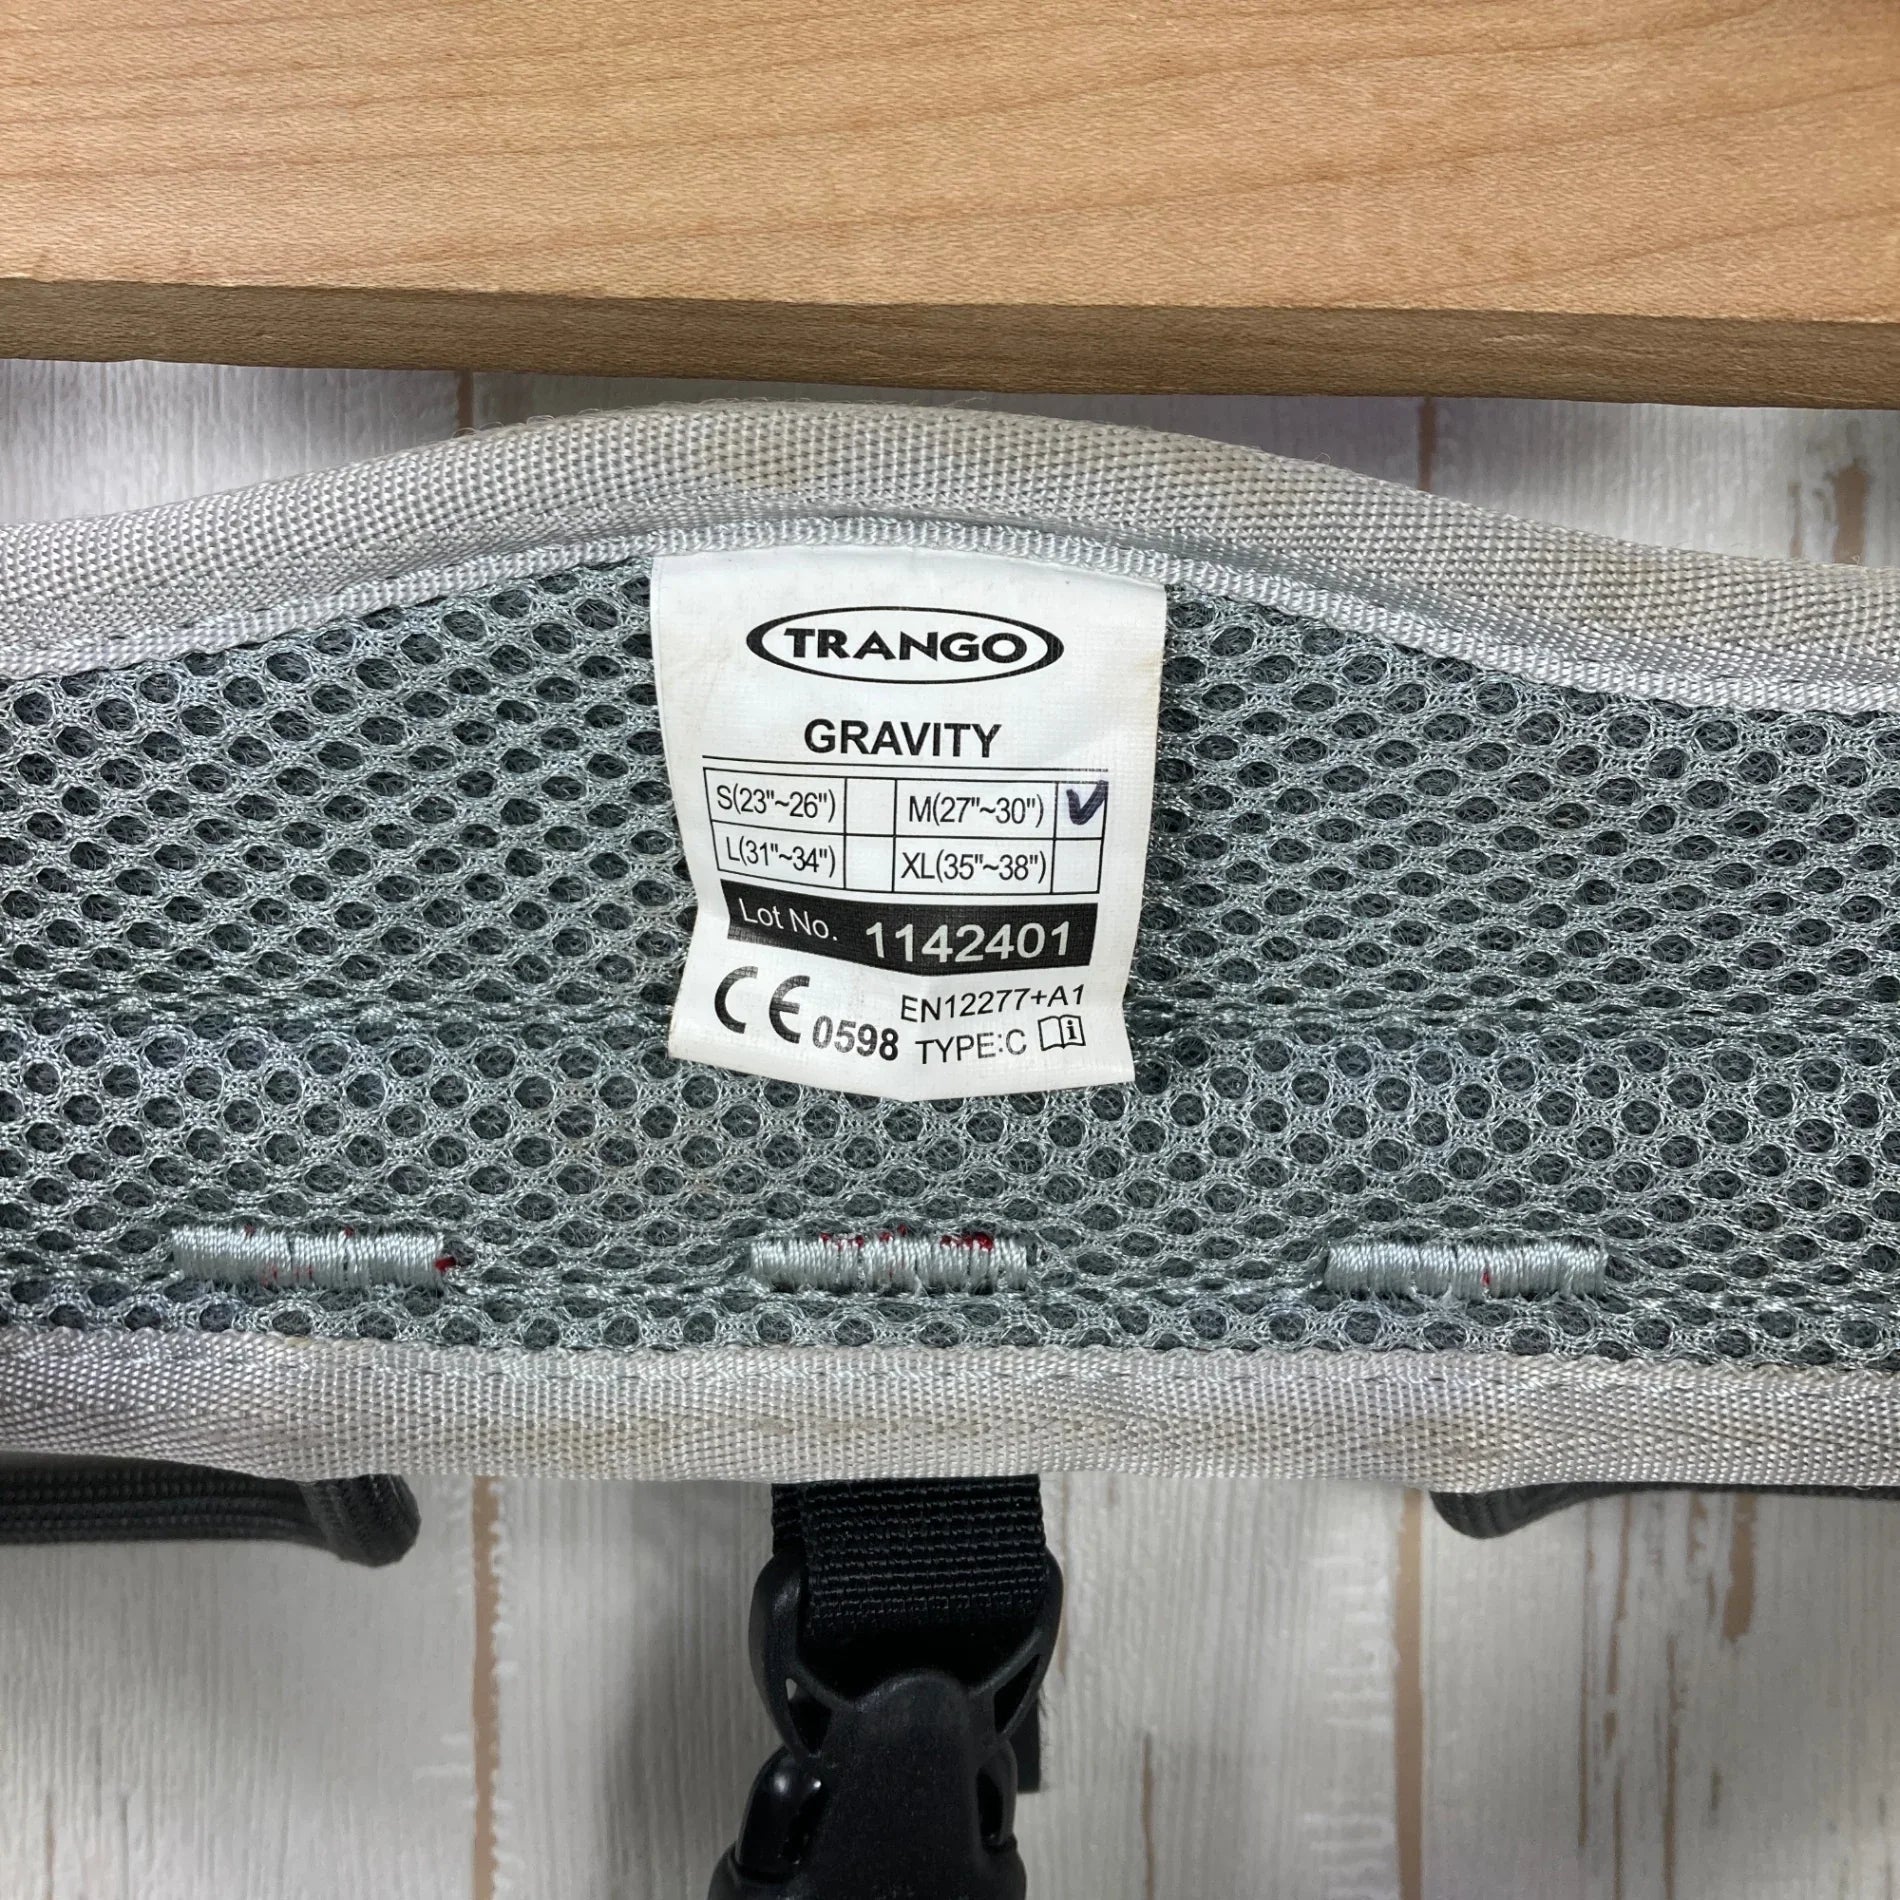 TRANGO
GRAVITY
S(23"~26") M(27"~30") ✓
L(31"~34") XL(35"~38")
Lot No. 1142401
CE 0598 EN12277+A1
TYPE:C